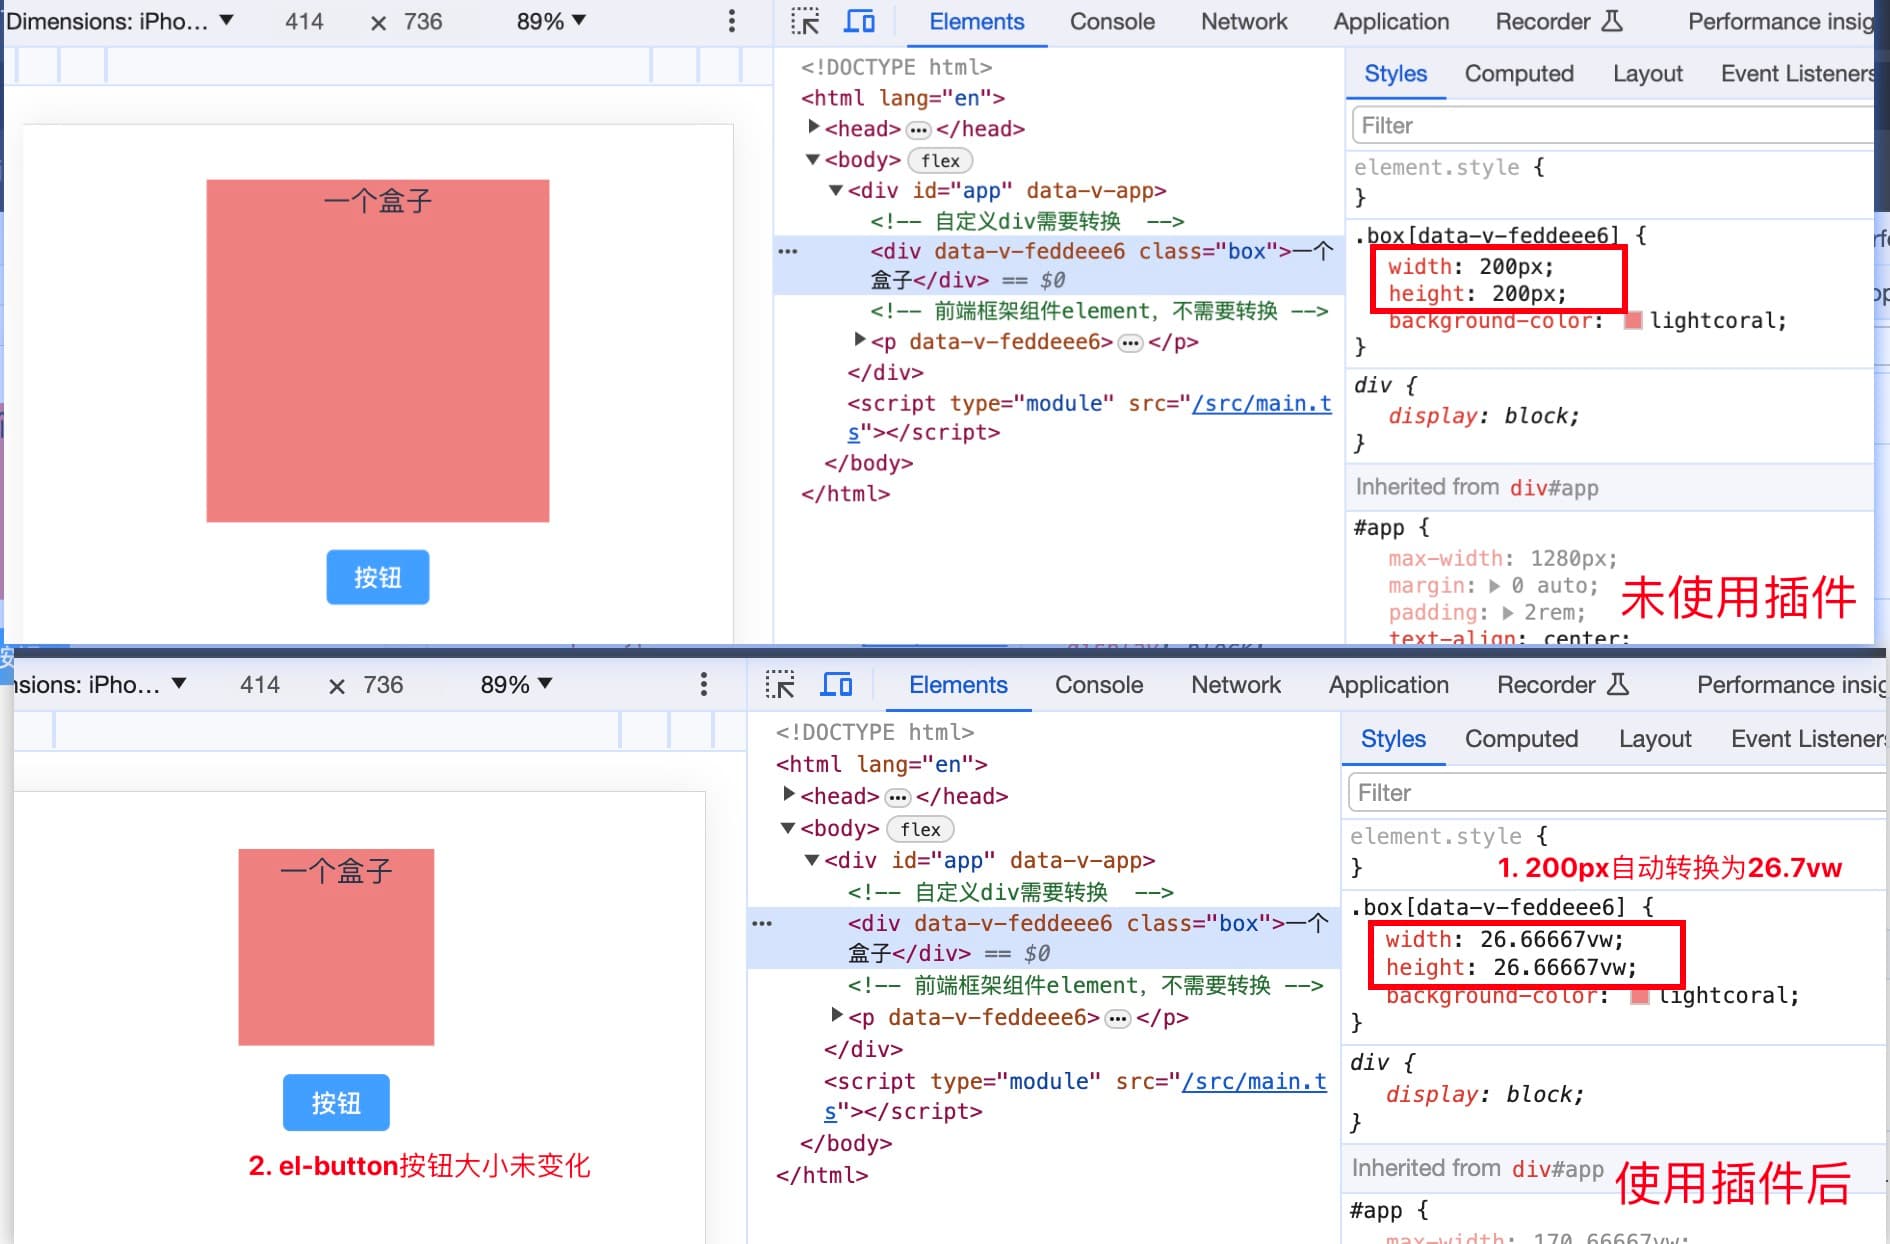 Dimensions: iPho... ▼ 414 × 736 89% ▼
Elements Console Network Application Recorder Performance insig
<!DOCTYPE html>
<html lang="en">
<head>…</head>
<body> flex
<div id="app" data-v-app>
<!-- 自定义div需要转换 -->
<div data-v-feddeee6 class="box">一个
盒子</div> == $0
<!-- 前端框架组件element，不需要转换 -->
<p data-v-feddeee6>…</p>
</div>
<script type="module" src="/src/main.t
s"></script>
</body>
</html>
Styles Computed Layout Event Listeners
Filter
element.style {
}
.box[data-v-feddeee6] {
width: 200px;
height: 200px;
background-color: lightcoral;
}
div {
display: block;
}
Inherited from div#app
#app {
max-width: 1280px;
margin: ▶ 0 auto;
padding: ▶ 2rem;
text-align: center;
未使用插件
一个盒子
按钮
nsions: iPho... ▼ 414 × 736 89% ▼
Elements Console Network Application Recorder Performance insig
<!DOCTYPE html>
<html lang="en">
<head>…</head>
<body> flex
<div id="app" data-v-app>
<!-- 自定义div需要转换 -->
<div data-v-feddeee6 class="box">一个
盒子</div> == $0
<!-- 前端框架组件element，不需要转换 -->
<p data-v-feddeee6>…</p>
</div>
<script type="module" src="/src/main.t
s"></script>
</body>
</html>
Styles Computed Layout Event Listeners
Filter
element.style {
}
1. 200px自动转换为26.7vw
.box[data-v-feddeee6] {
width: 26.66667vw;
height: 26.66667vw;
background-color: lightcoral;
}
div {
display: block;
}
Inherited from div#app
使用插件后
#app {
max-width: 170.66667vw;
一个盒子
按钮
2. el-button按钮大小未变化